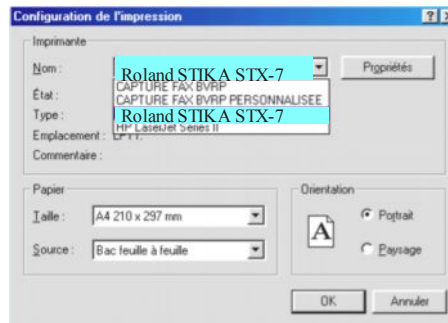 Configuration de l'impression
Imprimante
Nom : Roland STIKA STX-7
Propriétés
CAPTURE FAX BVRP
État :
CAPTURE FAX BVRP PERSONNALISEE
Type : Roland STIKA STX-7
HP LaserJet Series II
Emplacement : LPT1:
Commentaire :
Papier
Taille : A4 210 x 297 mm
Source : Bac feuille à feuille
Orientation
A
Portrait
Paysage
OK
Annuler